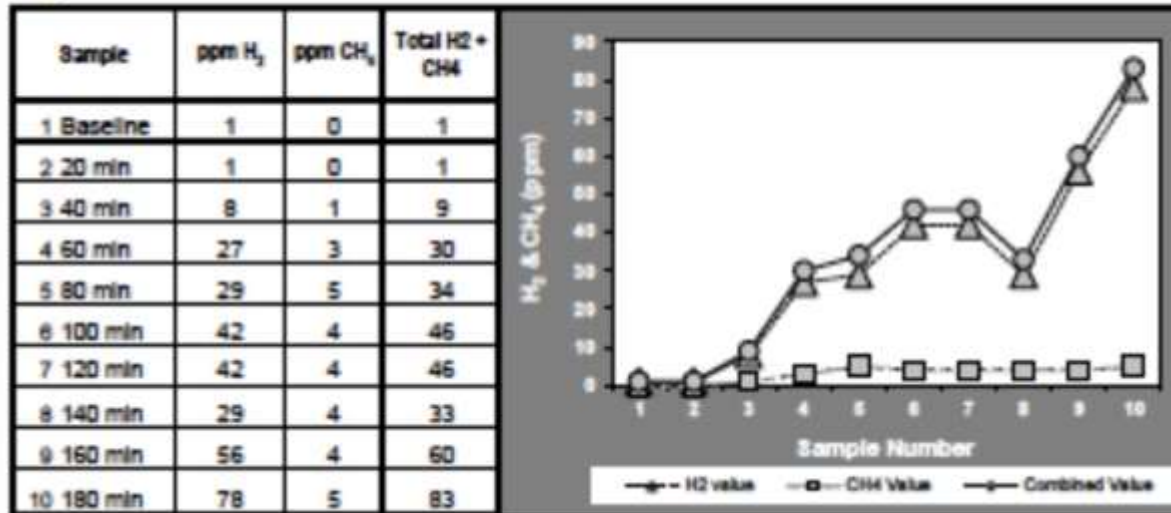 Sample ppm H₂ ppm CH₄ Total H2 + CH4
1 Baseline 1 0 1
2 20 min 1 0 1
3 40 min 8 1 9
4 60 min 27 3 30
5 80 min 29 5 34
6 100 min 42 4 46
7 120 min 42 4 46
8 140 min 29 4 33
9 160 min 56 4 60
10 180 min 78 5 83
H₂ & CH₄ (ppm)
90
80
70
60
50
40
30
20
10
0
1 2 3 4 5 6 7 8 9 10
Sample Number
H2 value CH4 Value Combined Value